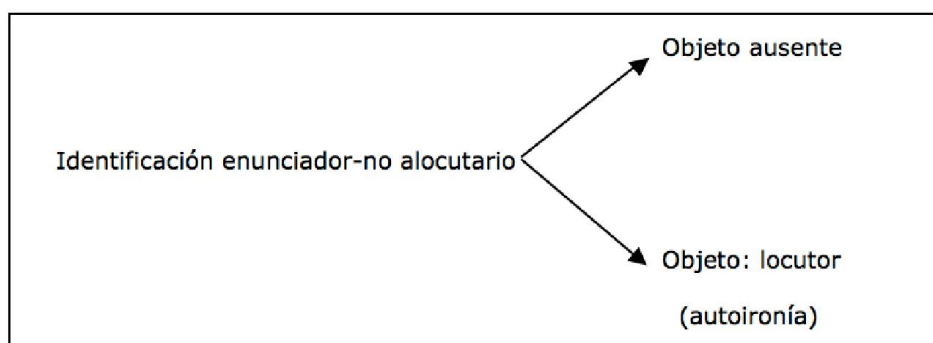 Objeto ausente
Identificación enunciador-no alocutario
Objeto: locutor
(autoironía)